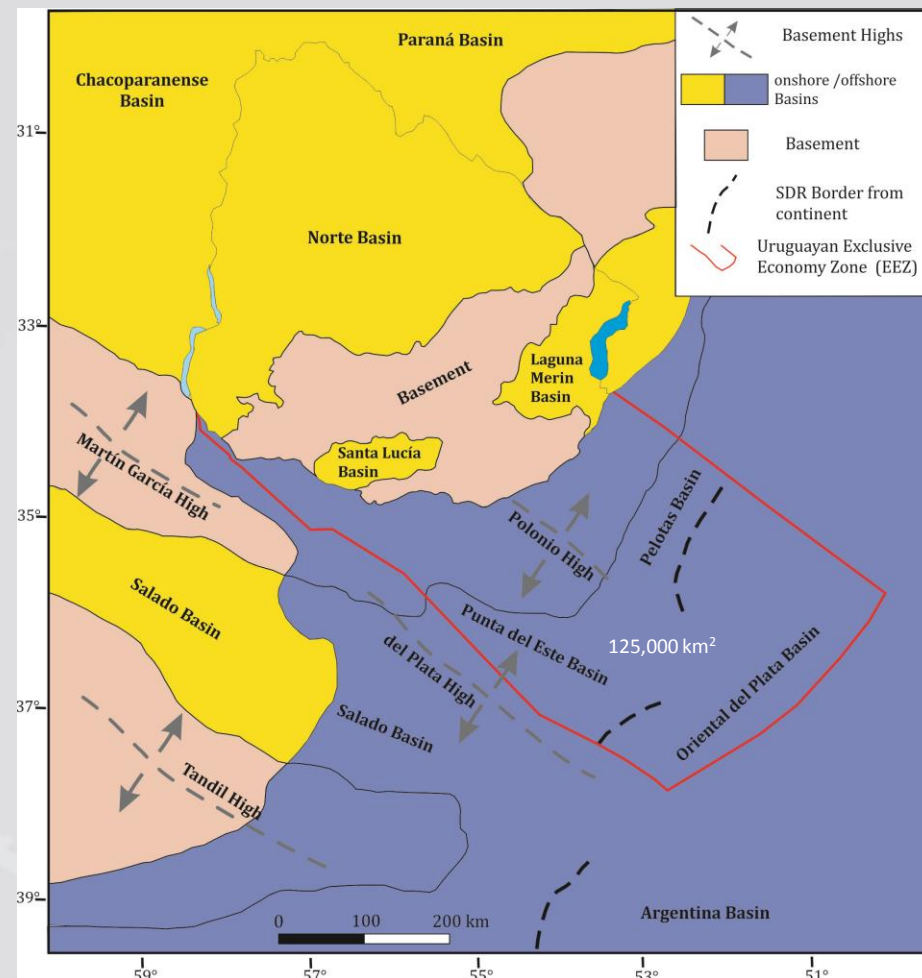 Paraná Basin
Chacoparanense
Basin
Basement Highs
onshore /offshore
Basins
Basement
SDR Border from
continent
Uruguayan Exclusive
Economy Zone (EEZ)
31°
Norte Basin
33°
Basement
Laguna
Merin
Basin
Santa Lucía
Basin
Martín García High
35°
Polonio High
Pelotas Basin
Salado Basin
Punta del Este Basin
125,000 km²
del Plata High
Oriental del Plata Basin
37°
Salado Basin
Tandil High
39°
0 100 200 km
Argentina Basin
59° 57° 55° 53° 51°